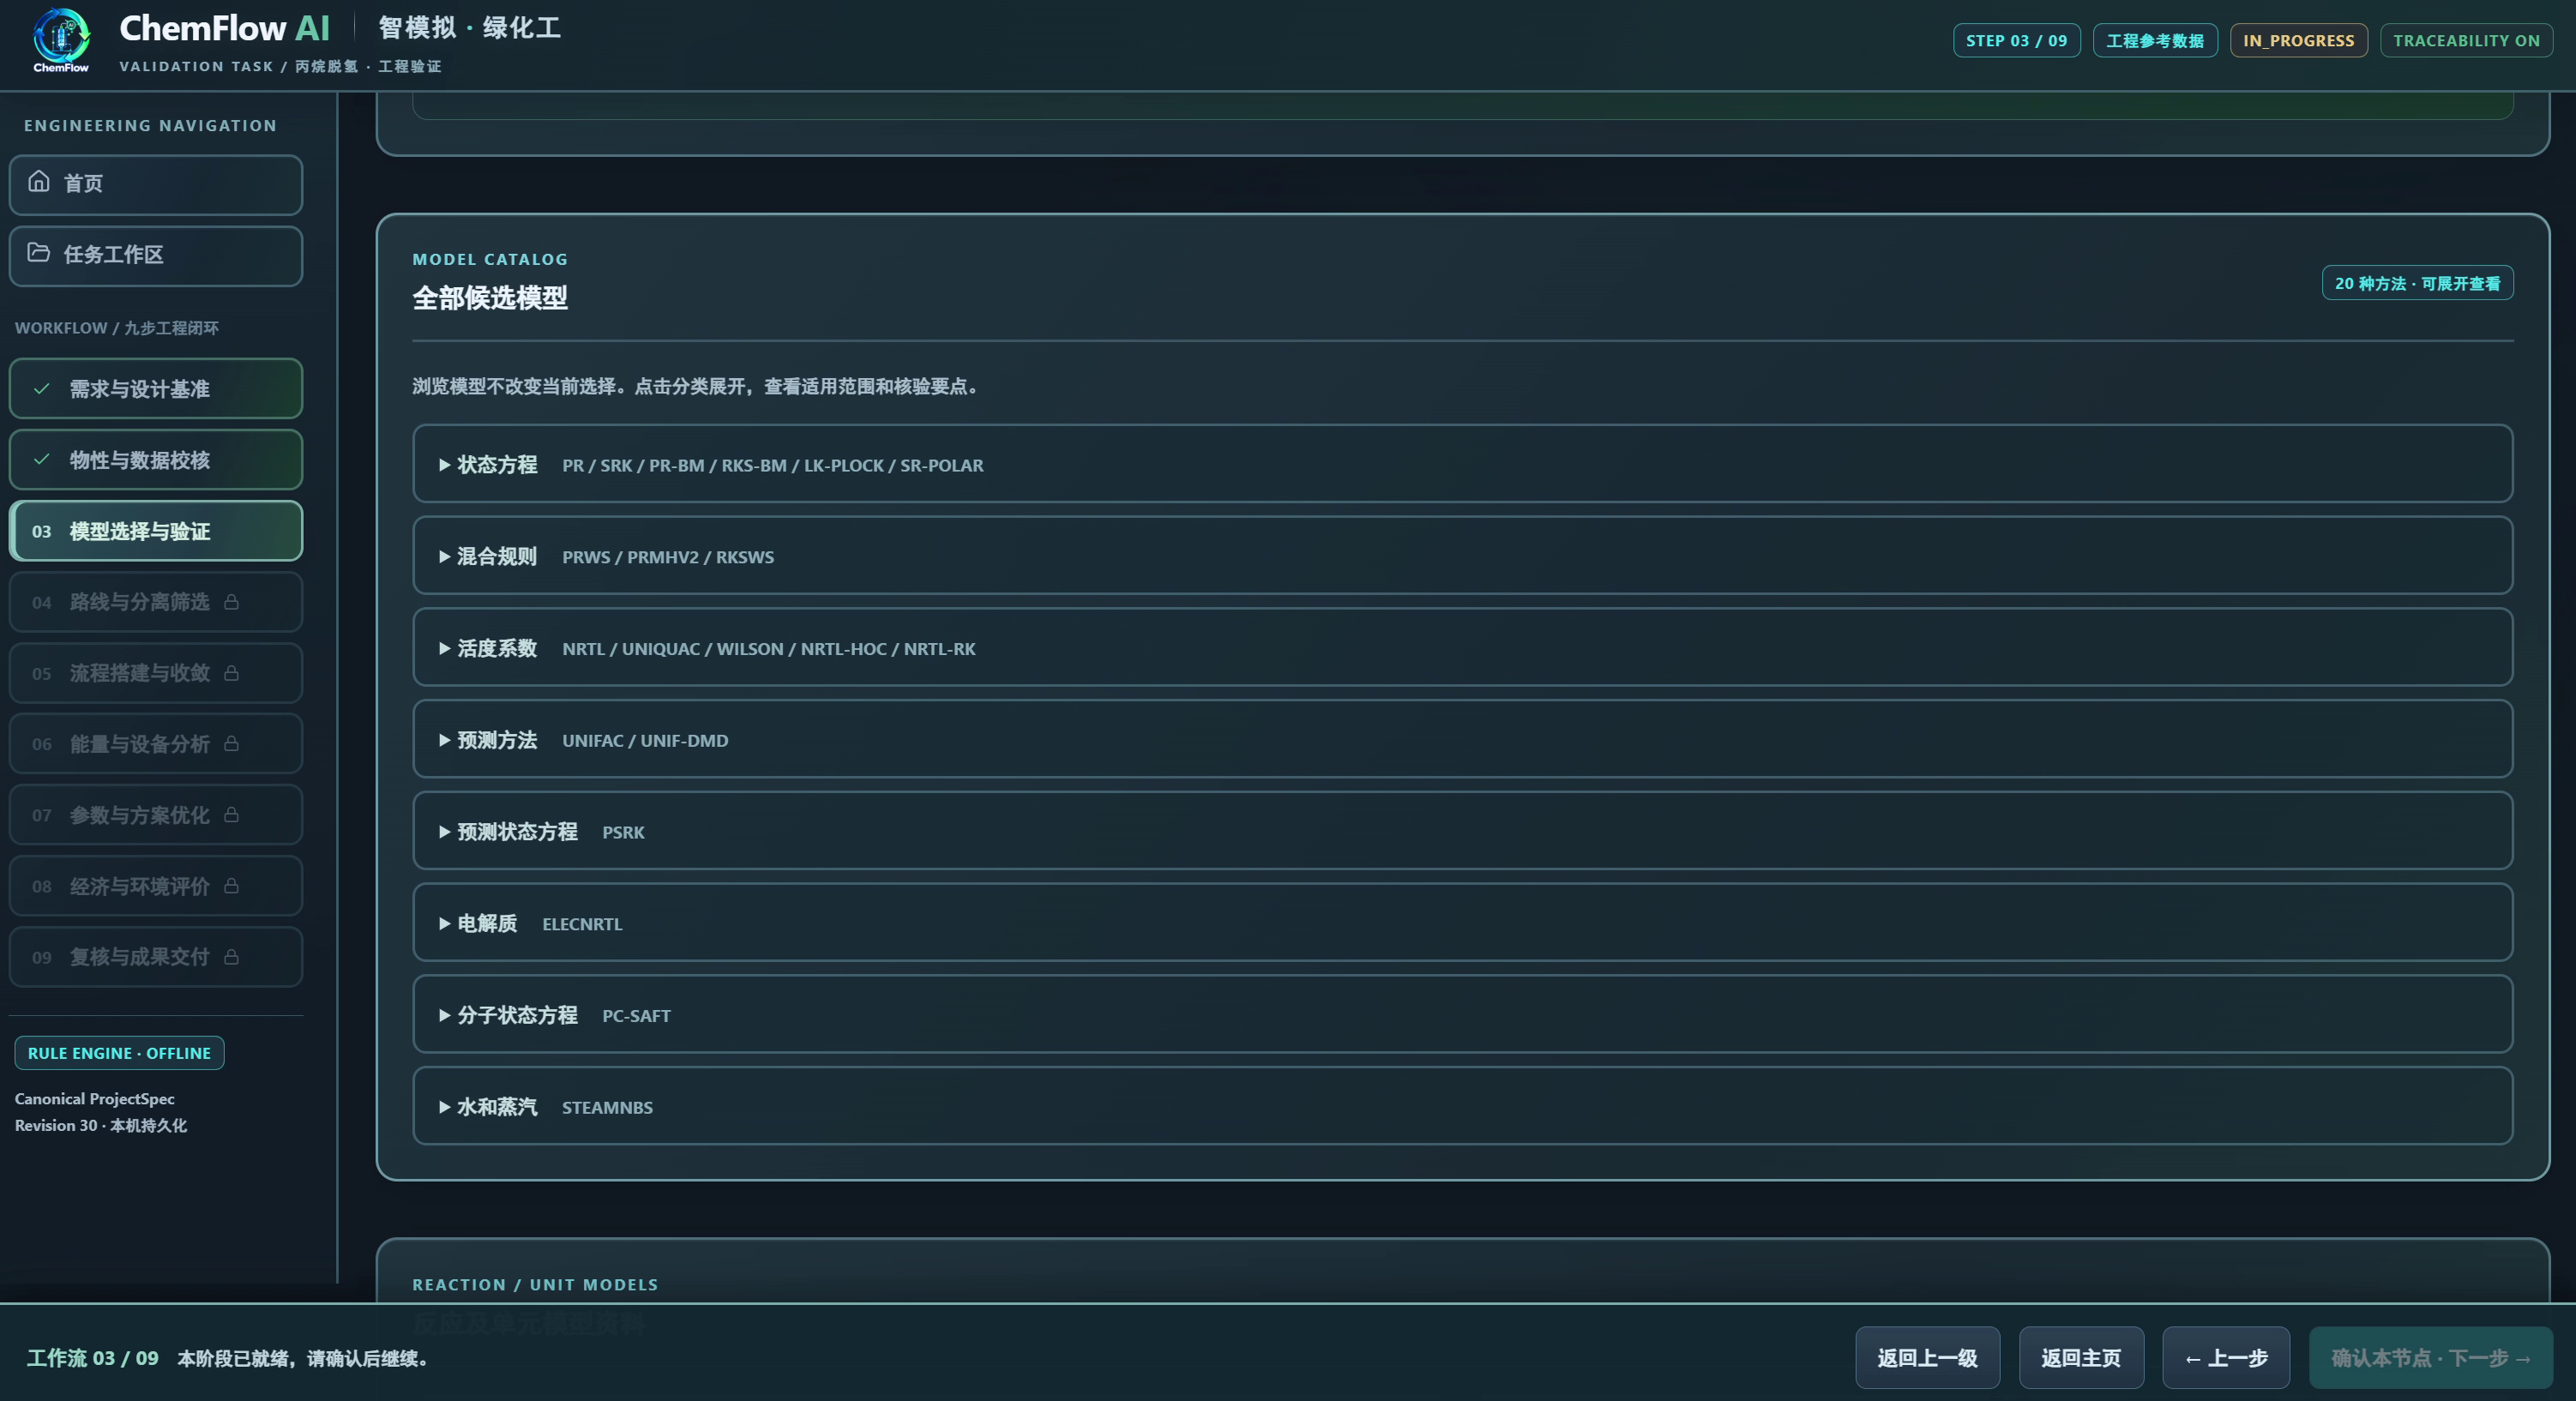 ChemFlow
ChemFlow AI
智模拟 · 绿化工
VALIDATION TASK / 丙烷脱氢 · 工程验证
STEP 03 / 09
工程参考数据
IN_PROGRESS
TRACEABILITY ON
ENGINEERING NAVIGATION
首页
任务工作区
WORKFLOW / 九步工程闭环
需求与设计基准
物性与数据校核
03 模型选择与验证
04 路线与分离筛选
05 流程搭建与收敛
06 能量与设备分析
07 参数与方案优化
08 经济与环境评价
09 复核与成果交付
RULE ENGINE · OFFLINE
Canonical ProjectSpec
Revision 30 · 本机持久化
MODEL CATALOG
全部候选模型
20 种方法 · 可展开查看
浏览模型不改变当前选择。点击分类展开，查看适用范围和核验要点。
状态方程 PR / SRK / PR-BM / RKS-BM / LK-PLOCK / SR-POLAR
混合规则 PRWS / PRMHV2 / RKSWS
活度系数 NRTL / UNIQUAC / WILSON / NRTL-HOC / NRTL-RK
预测方法 UNIFAC / UNIF-DMD
预测状态方程 PSRK
电解质 ELECNRTL
分子状态方程 PC-SAFT
水和蒸汽 STEAMNBS
REACTION / UNIT MODELS
反应及单元模型资料
工作流 03 / 09 本阶段已就绪，请确认后继续。
返回上一级
返回主页
← 上一步
确认本节点 · 下一步 →